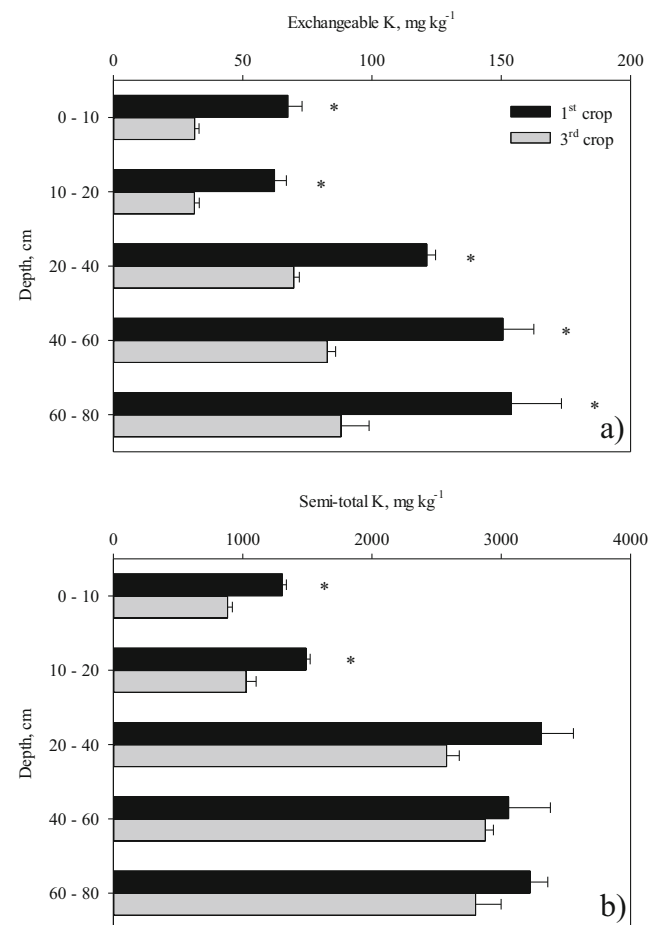 Exchangeable K, mg kg⁻¹
0 50 100 150 200
1ˢᵗ crop
3ʳᵈ crop
0 - 10
*
10 - 20
*
20 - 40
*
40 - 60
*
60 - 80
*
Depth, cm
a)
Semi-total K, mg kg⁻¹
0 1000 2000 3000 4000
0 - 10
*
10 - 20
*
20 - 40
40 - 60
60 - 80
Depth, cm
b)